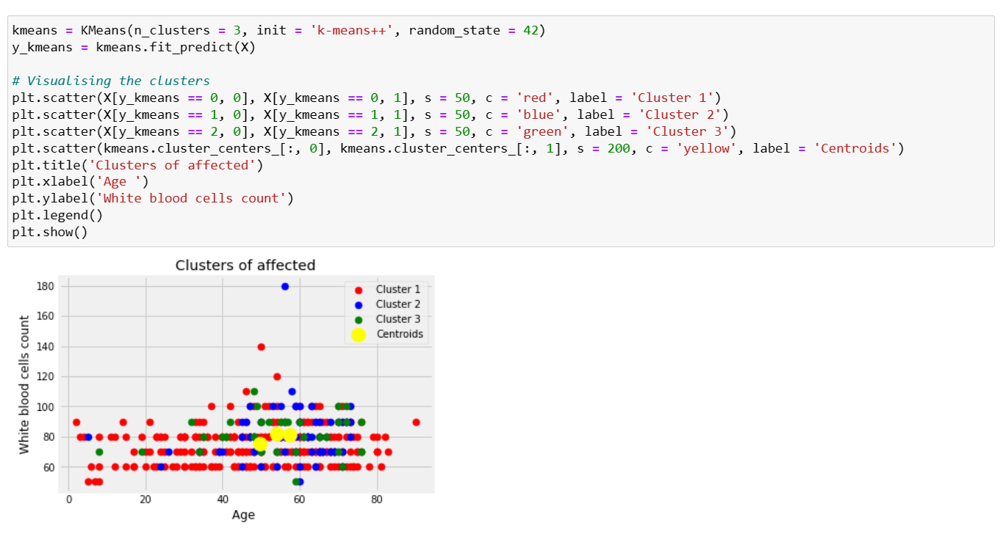 kmeans = KMeans(n_clusters = 3, init = 'k-means++', random_state = 42)
y_kmeans = kmeans.fit_predict(X)
# Visualising the clusters
plt.scatter(X[y_kmeans == 0, 0], X[y_kmeans == 0, 1], s = 50, c = 'red', label = 'Cluster 1')
plt.scatter(X[y_kmeans == 1, 0], X[y_kmeans == 1, 1], s = 50, c = 'blue', label = 'Cluster 2')
plt.scatter(X[y_kmeans == 2, 0], X[y_kmeans == 2, 1], s = 50, c = 'green', label = 'Cluster 3')
plt.scatter(kmeans.cluster_centers_[:, 0], kmeans.cluster_centers_[:, 1], s = 200, c = 'yellow', label = 'Centroids')
plt.title('Clusters of affected')
plt.xlabel('Age ')
plt.ylabel('White blood cells count')
plt.legend()
plt.show()
Clusters of affected
Cluster 1
Cluster 2
Cluster 3
Centroids
White blood cells count
180
160
140
120
100
80
60
0 20 40 60 80
Age